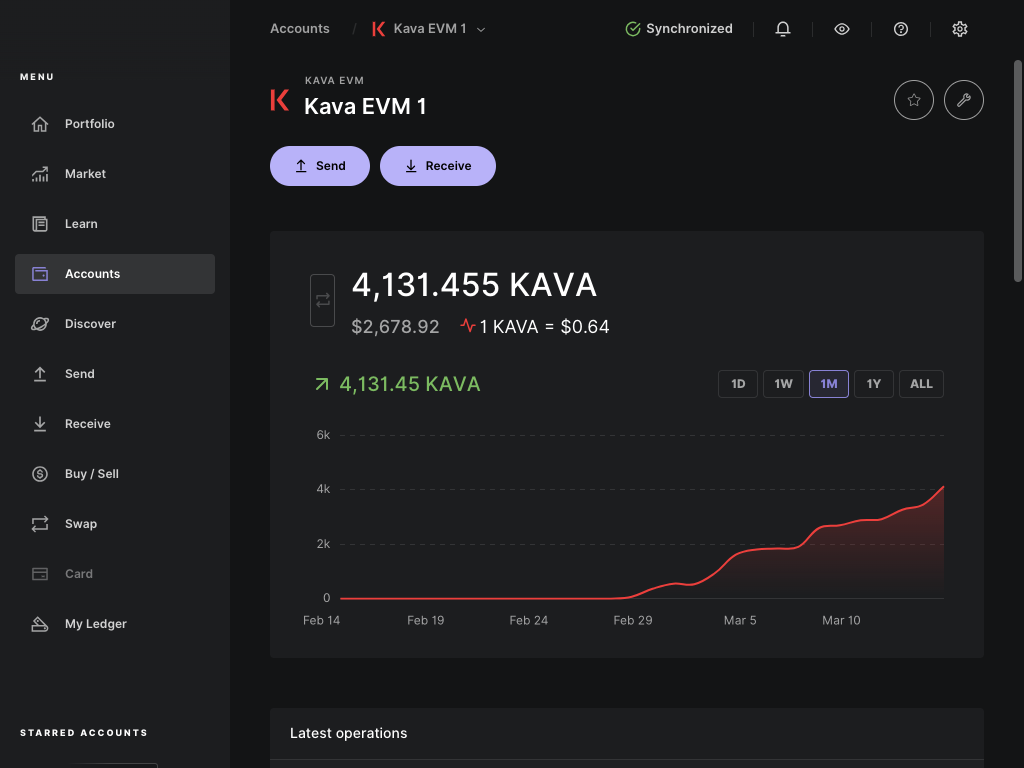 Accounts / Kava EVM 1
Synchronized
MENU
Portfolio
Market
Learn
Accounts
Discover
Send
Receive
Buy / Sell
Swap
Card
My Ledger
STARRED ACCOUNTS
KAVA EVM
Kava EVM 1
Send
Receive
4,131.455 KAVA
$2,678.92
1 KAVA = $0.64
4,131.45 KAVA
1D
1W
1M
1Y
ALL
6k
4k
2k
0
Feb 14
Feb 19
Feb 24
Feb 29
Mar 5
Mar 10
Latest operations